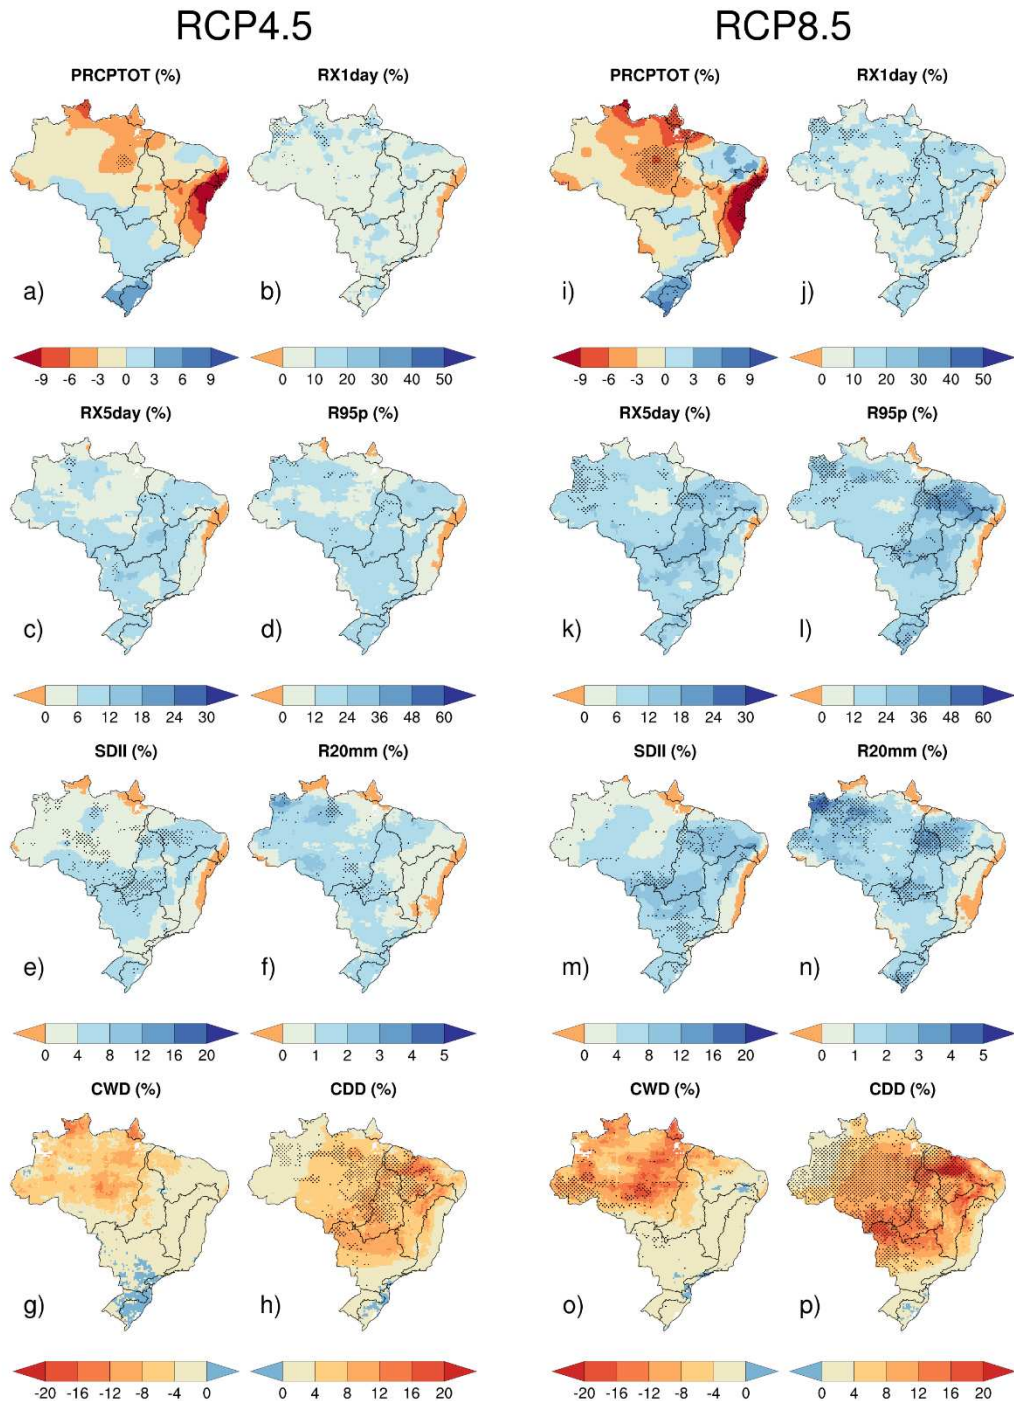 RCP4.5 RCP8.5
PRCPTOT (%) RX1day (%) PRCPTOT (%) RX1day (%)
a) b) i) j)
-9 -6 -3 0 3 6 9 0 10 20 30 40 50 -9 -6 -3 0 3 6 9 0 10 20 30 40 50
RX5day (%) R95p (%) RX5day (%) R95p (%)
c) d) k) l)
0 6 12 18 24 30 0 12 24 36 48 60 0 6 12 18 24 30 0 12 24 36 48 60
SDII (%) R20mm (%) SDII (%) R20mm (%)
e) f) m) n)
0 4 8 12 16 20 0 1 2 3 4 5 0 4 8 12 16 20 0 1 2 3 4 5
CWD (%) CDD (%) CWD (%) CDD (%)
g) h) o) p)
-20 -16 -12 -8 -4 0 0 4 8 12 16 20 -20 -16 -12 -8 -4 0 0 4 8 12 16 20